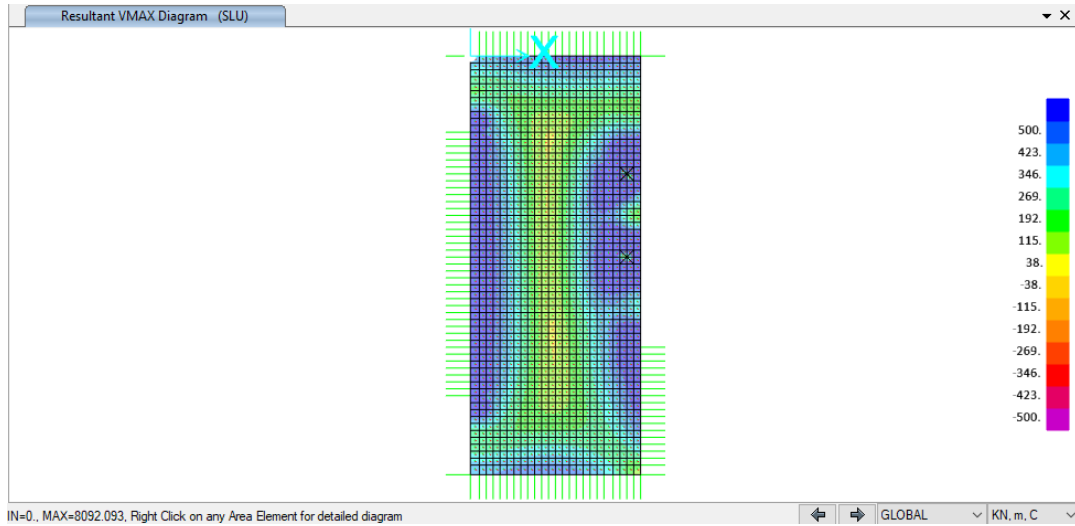 Resultant VMAX Diagram (SLU)
X
500.
423.
346.
269.
192.
115.
38.
-38.
-115.
-192.
-269.
-346.
-423.
-500.
IN=0., MAX=8092.093, Right Click on any Area Element for detailed diagram
GLOBAL
KN, m, C